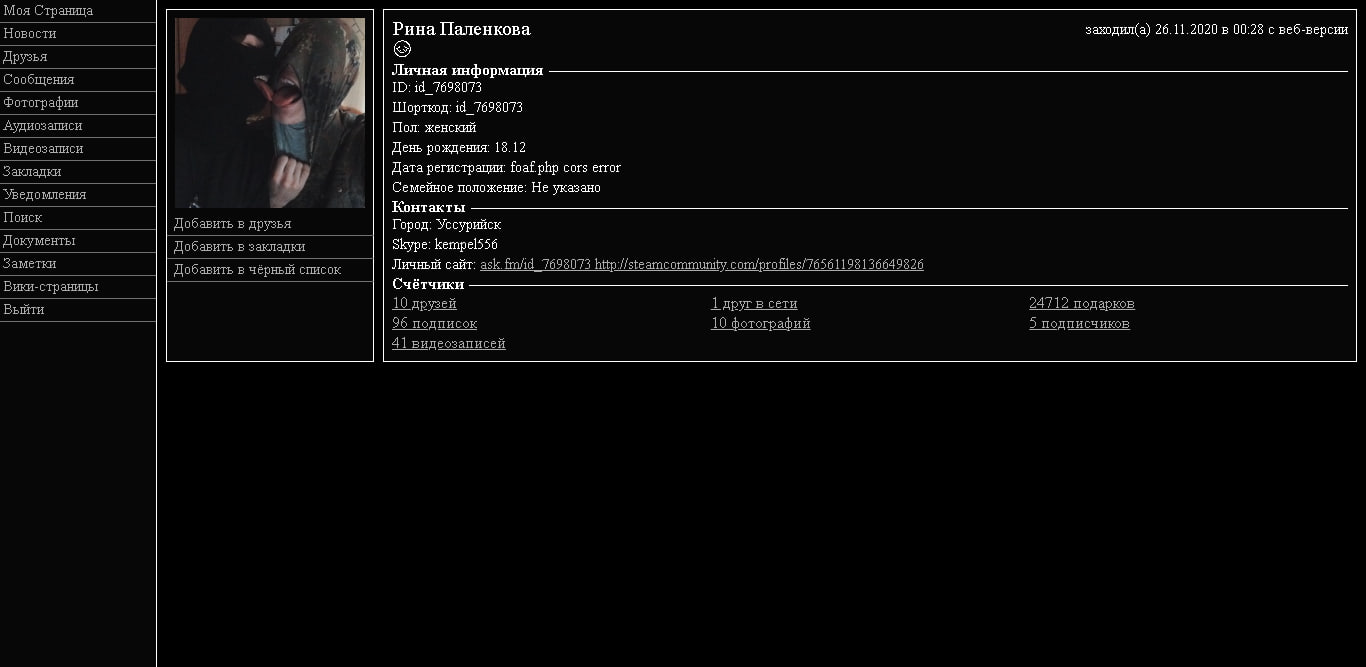 Моя Страница
Новости
Друзья
Сообщения
Фотографии
Аудиозаписи
Видеозаписи
Закладки
Уведомления
Поиск
Документы
Заметки
Вики-страницы
Выйти
Добавить в друзья
Добавить в закладки
Добавить в чёрный список
Рина Паленкова заходил(а) 26.11.2020 в 00:28 с веб-версии
Личная информация
ID: id_7698073
Шорткод: id_7698073
Пол: женский
День рождения: 18.12
Дата регистрации: foaf.php cors error
Семейное положение: Не указано
Контакты
Город: Уссурийск
Skype: kempel556
Личный сайт: ask.fm/id_7698073 http://steamcommunity.com/profiles/76561198136649826
Счётчики
10 друзей 1 друг в сети 24712 подарков
96 подписок 10 фотографий 5 подписчиков
41 видеозаписей